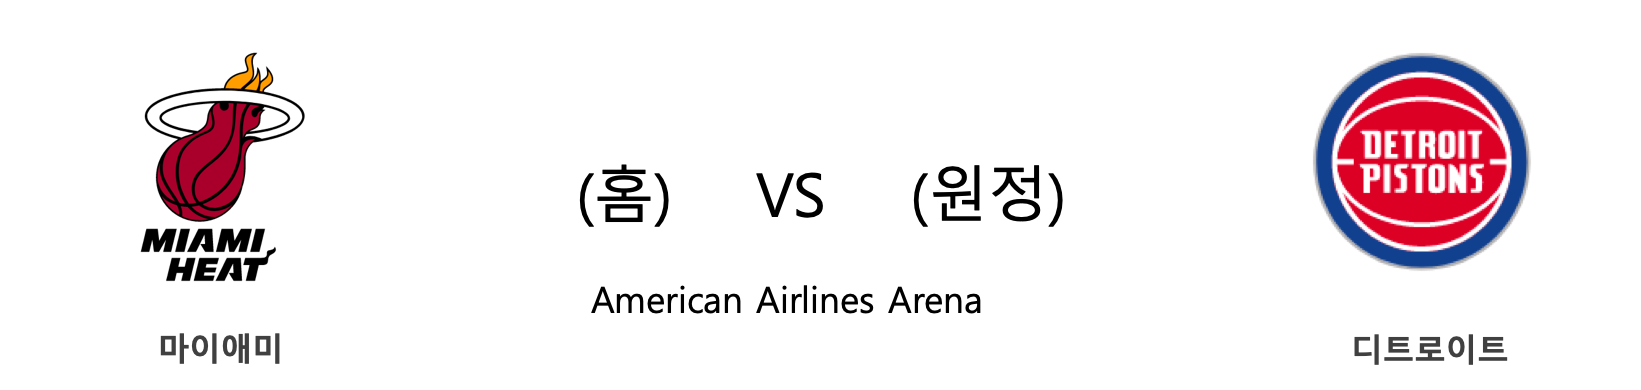 MIAMI
HEAT
DETROIT
PISTONS
(홈) VS (원정)
American Airlines Arena
마이애미
디트로이트